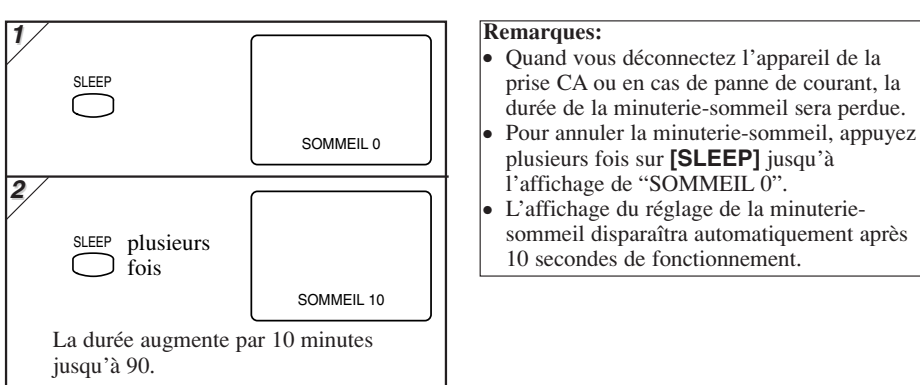 1
SLEEP
SOMMEIL 0
2
SLEEP plusieurs
fois
SOMMEIL 10
La durée augmente par 10 minutes
jusqu’à 90.
Remarques:
• Quand vous déconnectez l’appareil de la
prise CA ou en cas de panne de courant, la
durée de la minuterie-sommeil sera perdue.
• Pour annuler la minuterie-sommeil, appuyez
plusieurs fois sur [SLEEP] jusqu’à
l’affichage de “SOMMEIL 0”.
• L’affichage du réglage de la minuterie-
sommeil disparaîtra automatiquement après
10 secondes de fonctionnement.